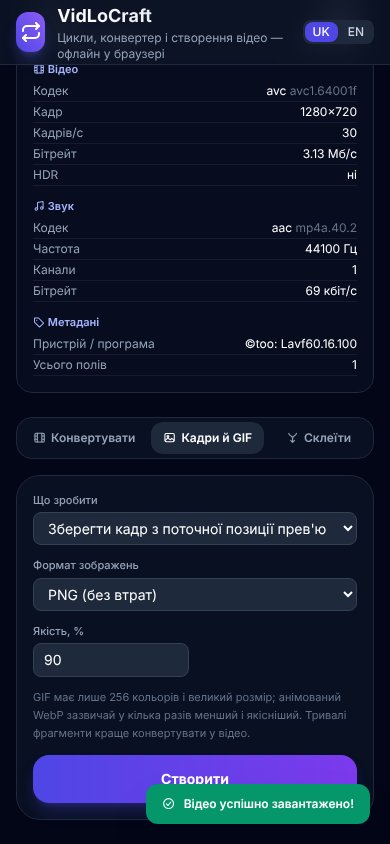 VidLoCraft
Цикли, конвертер і створення відео —
офлайн у браузері
UK EN
Відео
Кодек avc avc1.64001f
Кадр 1280×720
Кадрів/с 30
Бітрейт 3.13 Мб/с
HDR ні
Звук
Кодек aac mp4a.40.2
Частота 44100 Гц
Канали 1
Бітрейт 69 кбіт/с
Метадані
Пристрій / програма ©too: Lavf60.16.100
Усього полів 1
Конвертувати Кадри й GIF Склеїти
Що зробити
Зберегти кадр з поточної позиції прев'ю
Формат зображень
PNG (без втрат)
Якість, %
90
GIF має лише 256 кольорів і великий розмір; анімований
WebP зазвичай у кілька разів менший і якісніший. Тривалі
фрагменти краще конвертувати у відео.
Створити
Відео успішно завантажено!